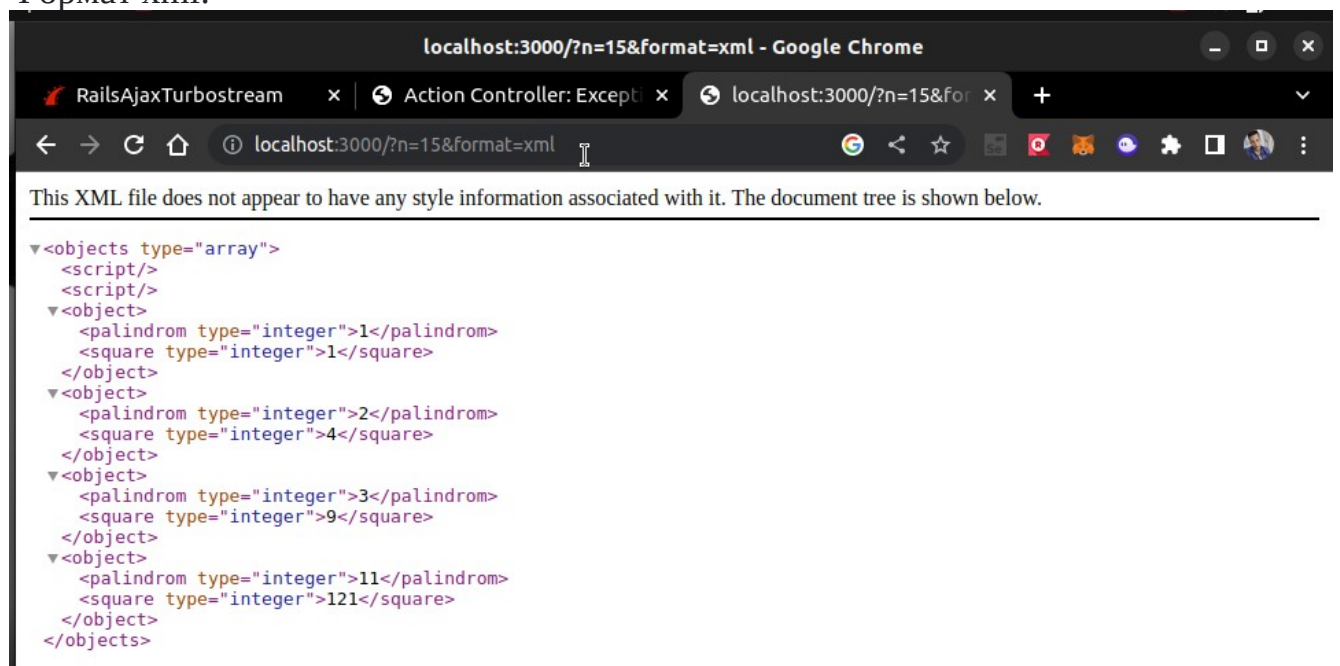 Формат xml:
localhost:3000/?n=15&format=xml - Google Chrome
RailsAjaxTurbostream
Action Controller: Excepti
localhost:3000/?n=15&for
localhost:3000/?n=15&format=xml
This XML file does not appear to have any style information associated with it. The document tree is shown below.
<objects type="array">
<script/>
<script/>
<object>
<palindrom type="integer">1</palindrom>
<square type="integer">1</square>
</object>
<object>
<palindrom type="integer">2</palindrom>
<square type="integer">4</square>
</object>
<object>
<palindrom type="integer">3</palindrom>
<square type="integer">9</square>
</object>
<object>
<palindrom type="integer">11</palindrom>
<square type="integer">121</square>
</object>
</objects>